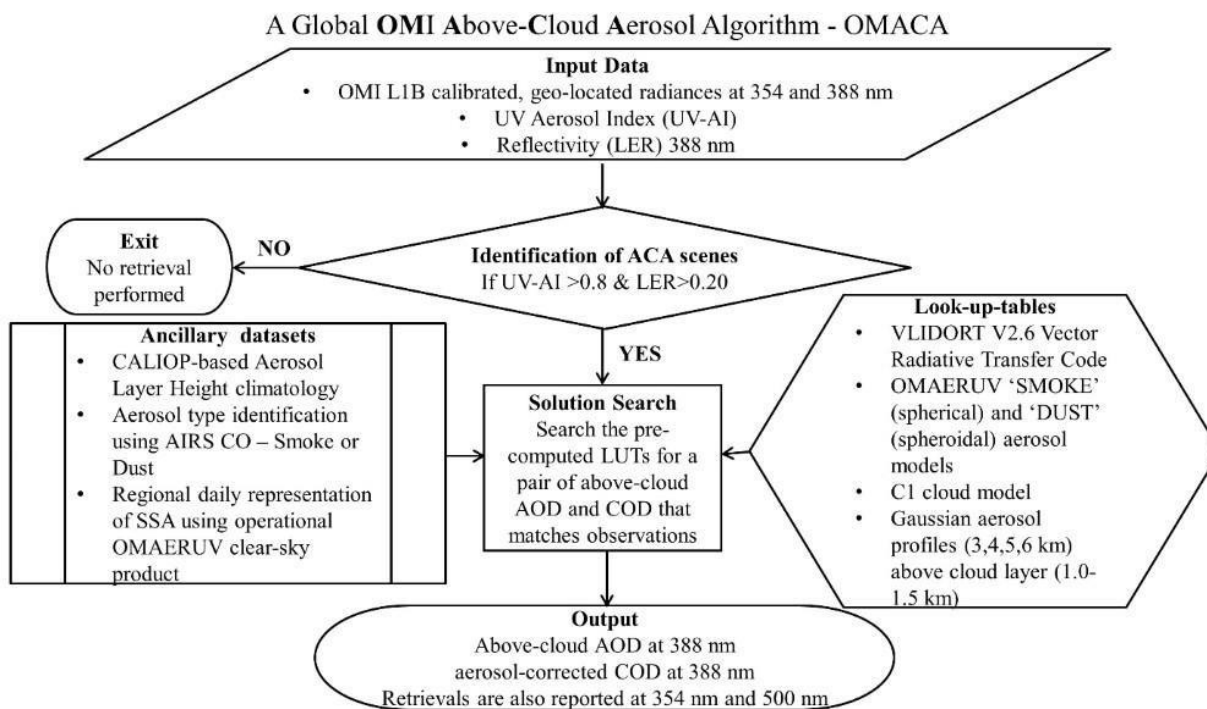 A Global OMI Above-Cloud Aerosol Algorithm - OMACA
Input Data
• OMI L1B calibrated, geo-located radiances at 354 and 388 nm
• UV Aerosol Index (UV-AI)
• Reflectivity (LER) 388 nm
Exit
No retrieval
performed
NO
Identification of ACA scenes
If UV-AI >0.8 & LER>0.20
YES
Ancillary datasets
• CALIOP-based Aerosol
Layer Height climatology
• Aerosol type identification
using AIRS CO – Smoke or
Dust
• Regional daily representation
of SSA using operational
OMAERUV clear-sky
product
Solution Search
Search the pre-
computed LUTs for a
pair of above-cloud
AOD and COD that
matches observations
Look-up-tables
• VLIDORT V2.6 Vector
Radiative Transfer Code
• OMAERUV ‘SMOKE’
(spherical) and ‘DUST’
(spheroidal) aerosol
models
• C1 cloud model
• Gaussian aerosol
profiles (3,4,5,6 km)
above cloud layer (1.0-
1.5 km)
Output
Above-cloud AOD at 388 nm
aerosol-corrected COD at 388 nm
Retrievals are also reported at 354 nm and 500 nm